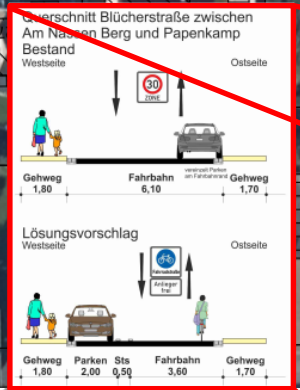 Querschnitt Blücherstraße zwischen
Am Nassen Berg und Papenkamp
Bestand
Westseite Ostseite
30
ZONE
vereinzelt Parken
am Fahrbahnrand
Gehweg Fahrbahn Gehweg
1,80 6,10 1,70
Lösungsvorschlag
Westseite Ostseite
Fahrradstraße
Anlieger
frei
Gehweg Parken Sts Fahrbahn Gehweg
1,80 2,00 0,50 3,60 1,70